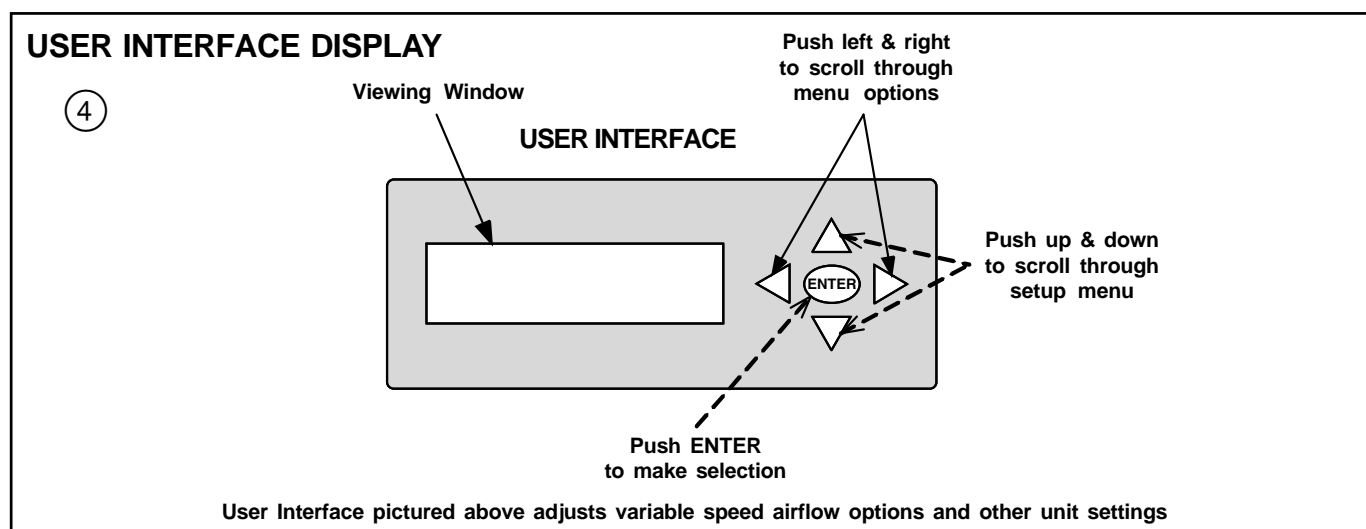 USER INTERFACE DISPLAY
4
Viewing Window
Push left & right
to scroll through
menu options
USER INTERFACE
ENTER
Push up & down
to scroll through
setup menu
Push ENTER
to make selection
User Interface pictured above adjusts variable speed airflow options and other unit settings